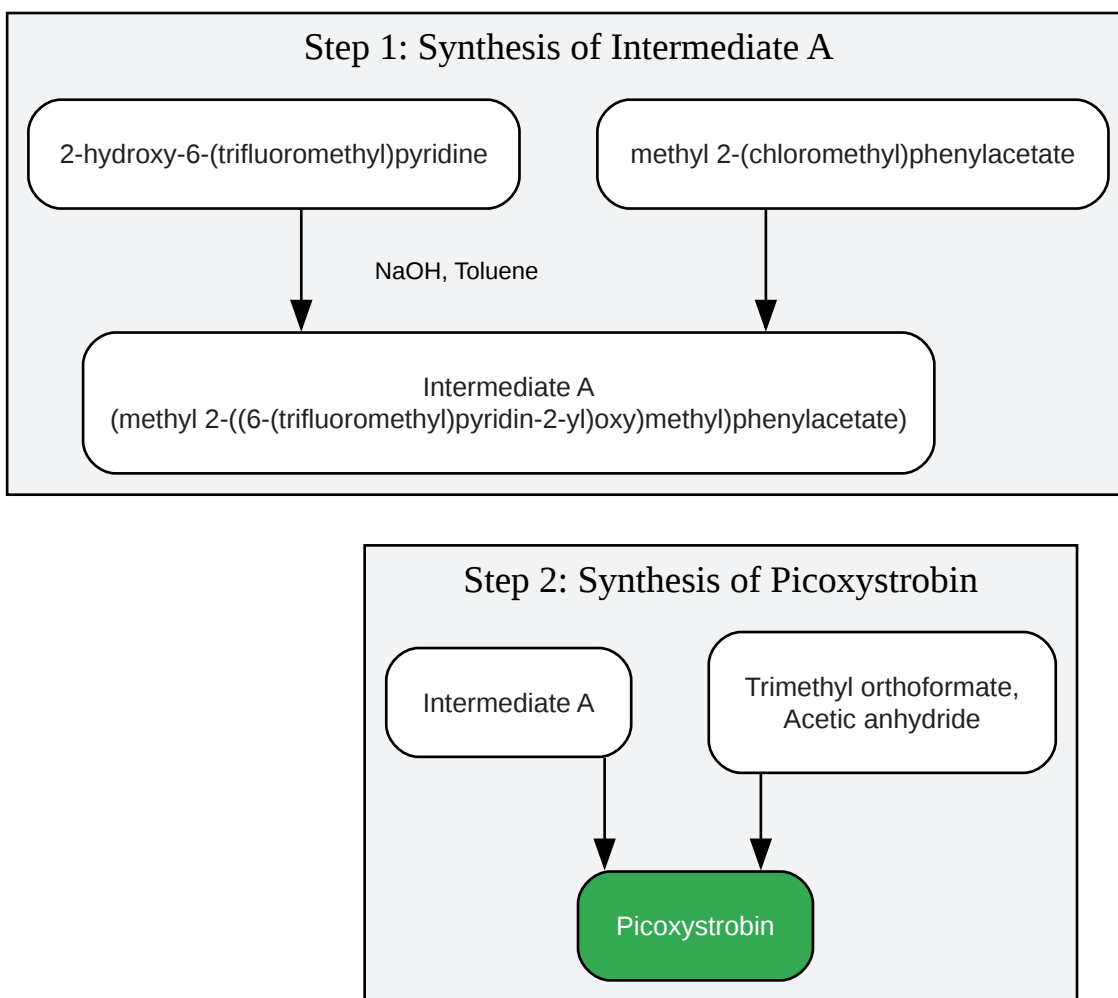 Step 1: Synthesis of Intermediate A
2-hydroxy-6-(trifluoromethyl)pyridine
methyl 2-(chloromethyl)phenylacetate
NaOH, Toluene
Intermediate A
(methyl 2-((6-(trifluoromethyl)pyridin-2-yl)oxy)methyl)phenylacetate)
Step 2: Synthesis of Picoxystrobin
Intermediate A
Trimethyl orthoformate,
Acetic anhydride
Picoxystrobin